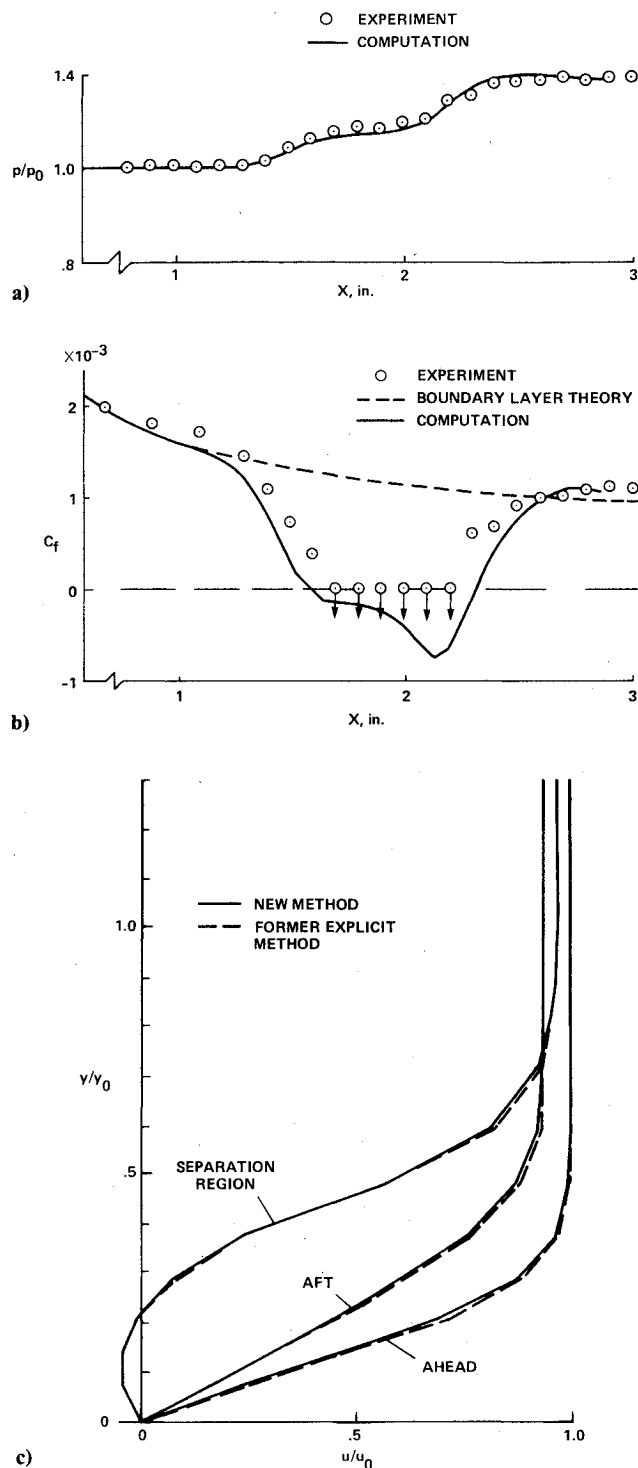 EXPERIMENT
COMPUTATION
1.4
p/p0
1.0
.8
1
2
3
X, in.
a)
×10⁻³
EXPERIMENT
BOUNDARY LAYER THEORY
COMPUTATION
2
1
Cf
0
-1
1
2
3
X, in.
b)
NEW METHOD
FORMER EXPLICIT
METHOD
1.0
y/y0
.5
SEPARATION
REGION
AFT
AHEAD
0
0
.5
1.0
u/u0
c)